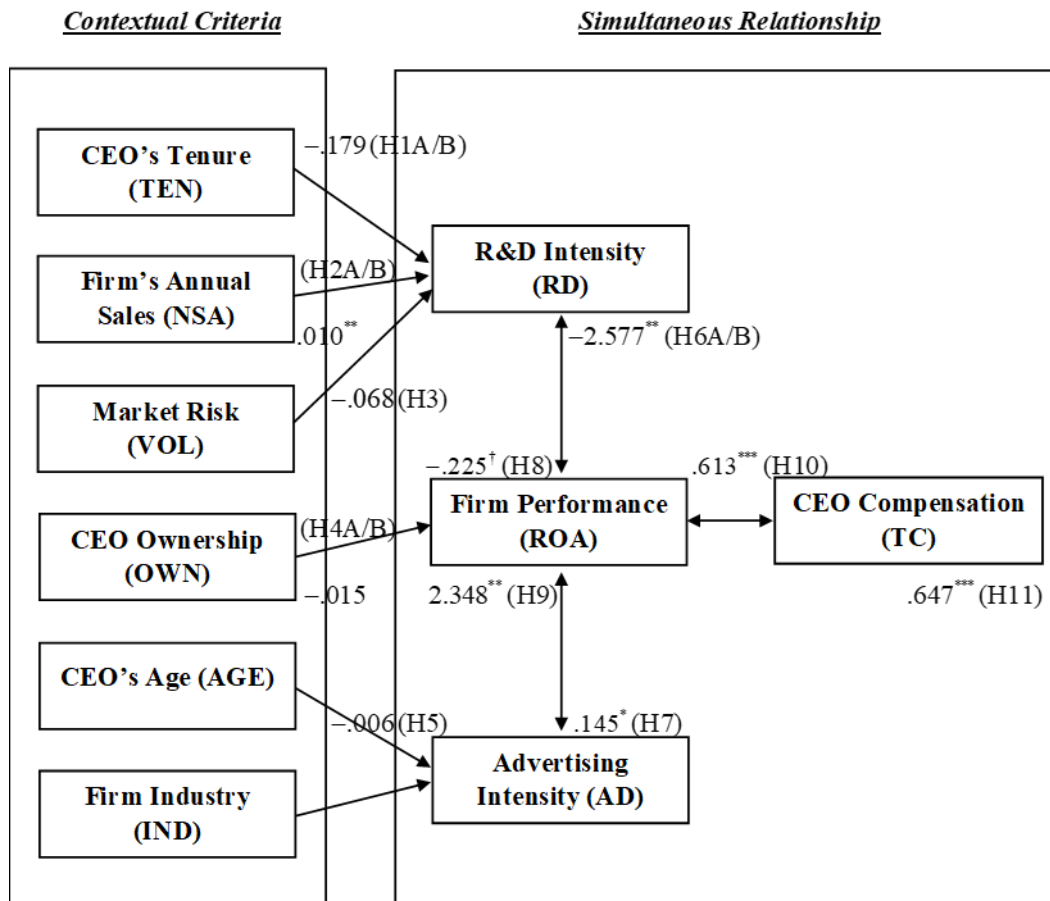 Contextual Criteria
Simultaneous Relationship
CEO’s Tenure
(TEN)
−.179 (H1A/B)
Firm’s Annual
Sales (NSA)
(H2A/B)
.010**
R&D Intensity
(RD)
−2.577** (H6A/B)
Market Risk
(VOL)
−.068 (H3)
−.225† (H8)
.613*** (H10)
CEO Ownership
(OWN)
(H4A/B)
−.015
Firm Performance
(ROA)
CEO Compensation
(TC)
2.348** (H9)
.647*** (H11)
CEO’s Age (AGE)
−.006 (H5)
.145* (H7)
Firm Industry
(IND)
Advertising
Intensity (AD)